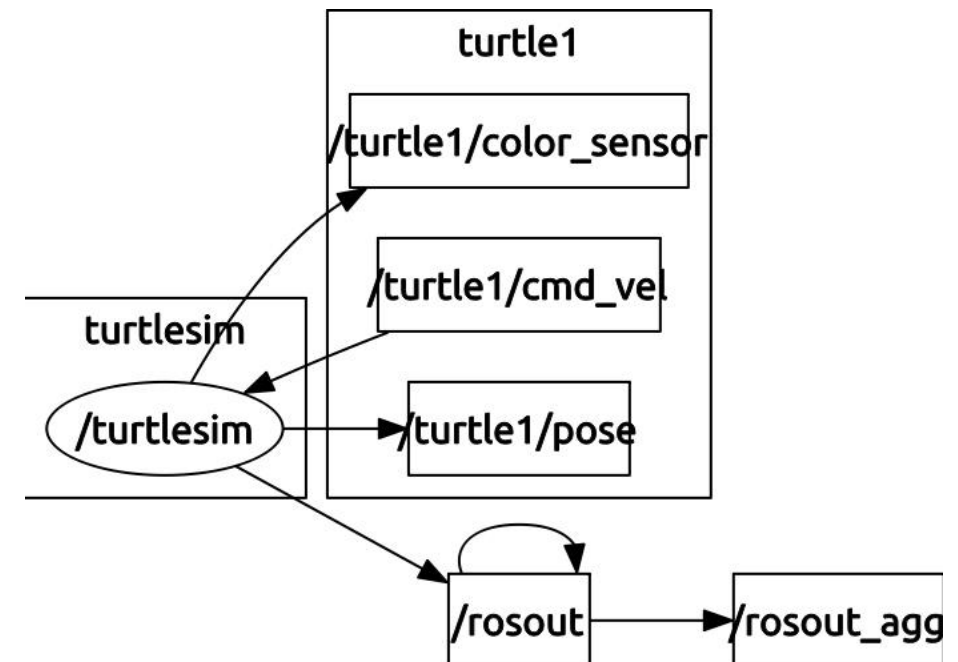 turtle1
/turtle1/color_sensor
/turtle1/cmd_vel
turtlesim
/turtlesim
/turtle1/pose
/rosout
/rosout_agg